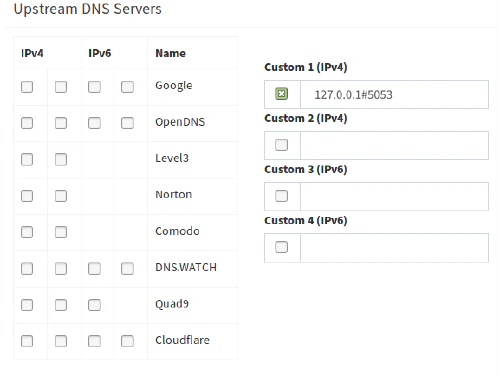 Upstream DNS Servers
IPv4 IPv6 Name
Google
OpenDNS
Level3
Norton
Comodo
DNS.WATCH
Quad9
Cloudflare
Custom 1 (IPv4)
127.0.0.1#5053
Custom 2 (IPv4)
Custom 3 (IPv6)
Custom 4 (IPv6)